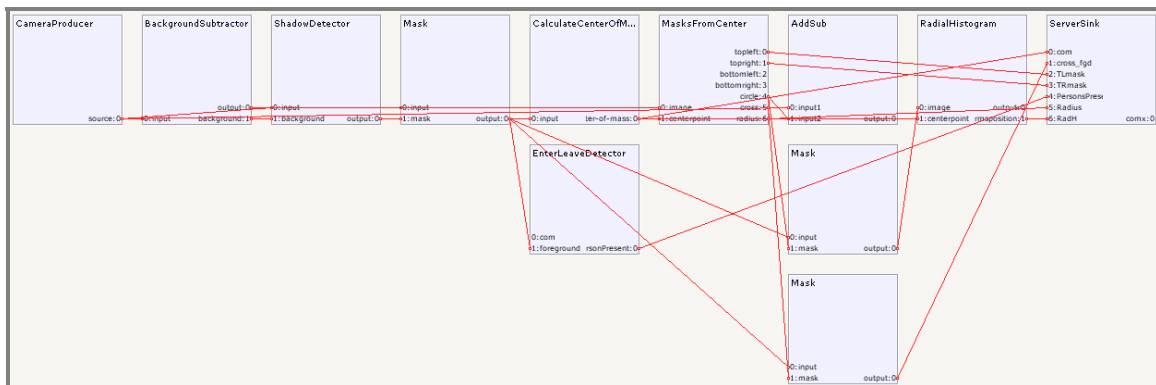 CameraProducer
source:0
BackgroundSubtractor
output:0
0:input
background:1
ShadowDetector
0:input
1:background
output:0
Mask
0:input
1:mask
output:0
CalculateCenterOfM...
0:input
ter-of-mass:0
MasksFromCenter
topleft:0
topright:1
bottomleft:2
bottomright:3
circle:4
0:image
cross:5
1:centerpoint
radius:6
AddSub
0:input1
1:input2
output:0
RadialHistogram
0:image
output:0
1:centerpoint
rmaposition:1
ServerSink
0:com
1:cross_fgd
2:TLmask
3:TRmask
4:PersonsPrese
5:Radius
6:RadH
comx:0
EnterLeaveDetector
0:com
1:foreground
rsonPresent:0
Mask
0:input
1:mask
output:0
Mask
0:input
1:mask
output:0